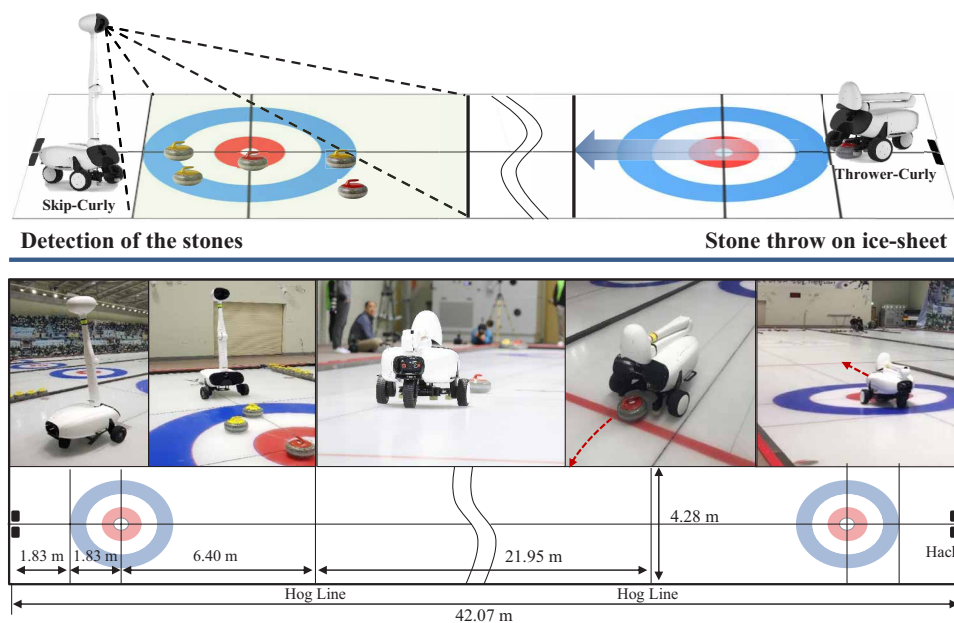 Skip-Curly
Thrower-Curly
Detection of the stones
Stone throw on ice-sheet
4.28 m
1.83 m
1.83 m
6.40 m
21.95 m
Hack
Hog Line
Hog Line
42.07 m